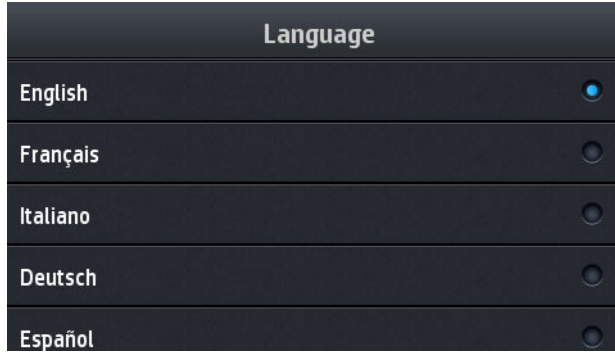 Language
English
Français
Italiano
Deutsch
Español